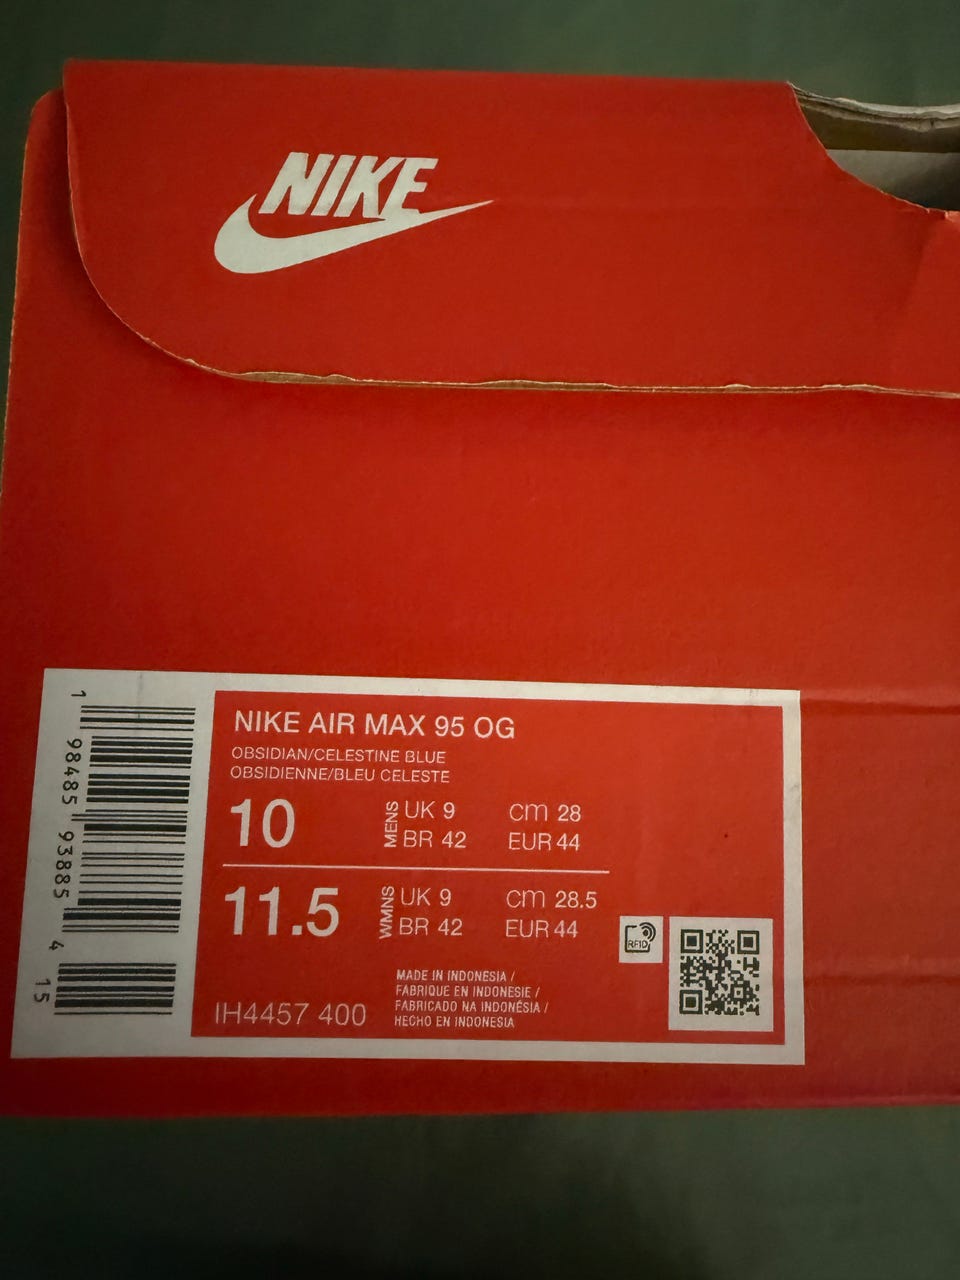 NIKE
NIKE AIR MAX 95 OG
OBSIDIAN/CELESTINE BLUE
OBSIDIENNE/BLEU CELESTE
10 MENS UK 9 cm 28
BR 42 EUR 44
11.5 WMNS UK 9 cm 28.5
BR 42 EUR 44
IH4457 400
MADE IN INDONESIA /
FABRIQUE EN INDONESIE /
FABRICADO NA INDONÉSIA /
HECHO EN INDONESIA
RFID
1 98485 93885 4 15